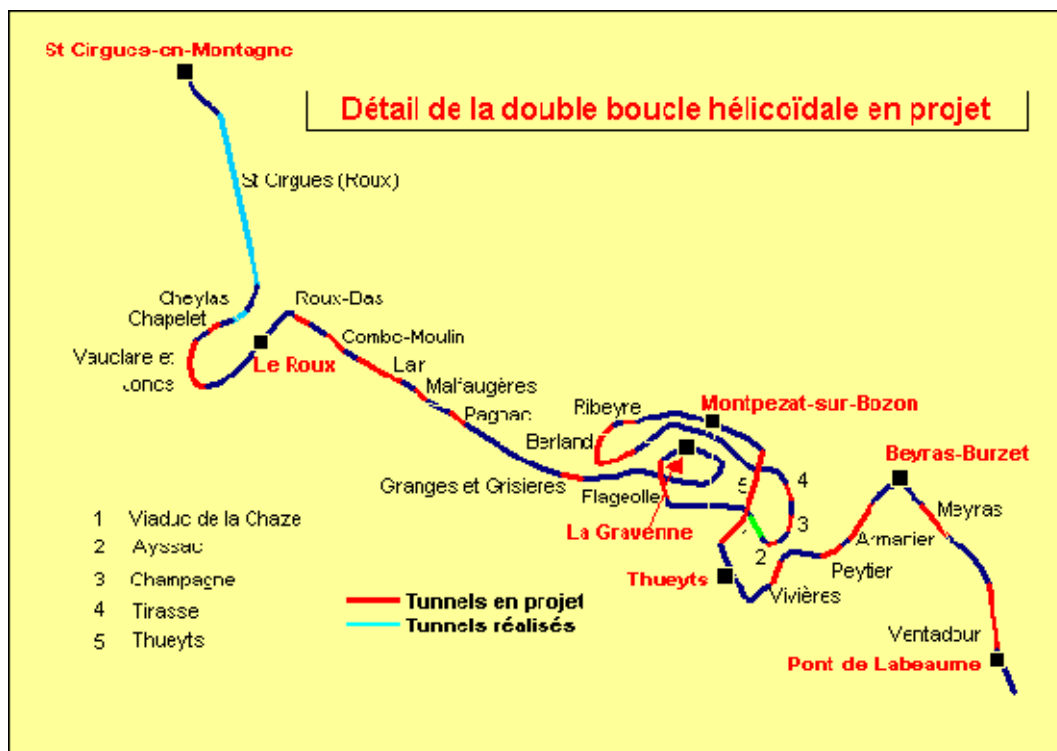 St Cirgues-en-Montagne
Détail de la double boucle hélicoïdale en projet
St Cirgues (Roux)
Cheylas
Chapelet
Roux-Das
Combe-Moulin
Vauclare et
Joncs
Le Roux
Lar
Malfaugères
Pagnac
Ribeyre
Montpezat-sur-Bozon
Berland
Beyras-Burzet
Granges et Grisieres
Flageolle
5
4
Meyras
1 Viaduc de la Chaze
La Gravenne
1
3
Armarier
2 Ayssac
2
Peytier
3 Champagne
Thueyts
Vivières
4 Tirasse
Tunnels en projet
5 Thueyts
Tunnels réalisés
Ventadour
Pont de Labeaume